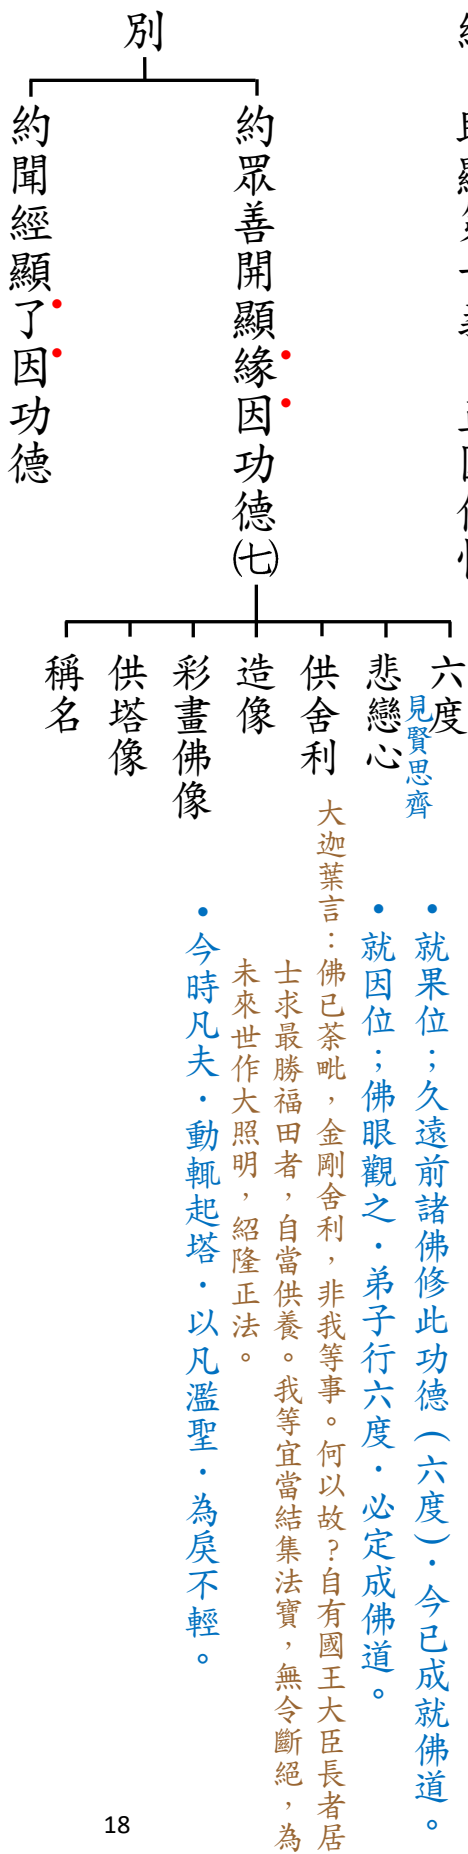 別
約眾善開顯緣因功德㈦
約聞經顯了因功德
六度
見賢思齊
悲戀心
供舍利
造像
彩畫佛像
供塔像
稱名
•就果位；久遠前諸佛修此功德（六度）．今已成就佛道。
•就因位；佛眼觀之．弟子行六度．必定成佛道。
大迦葉言：佛已荼毗，金剛舍利，非我等事。何以故？自有國王大臣長者居
士求最勝福田者，自當供養。我等宜當結集法寶，無令斷絕，為
未來世作大照明，紹隆正法。
•今時凡夫．動輒起塔．以凡濫聖．為戾不輕。
18